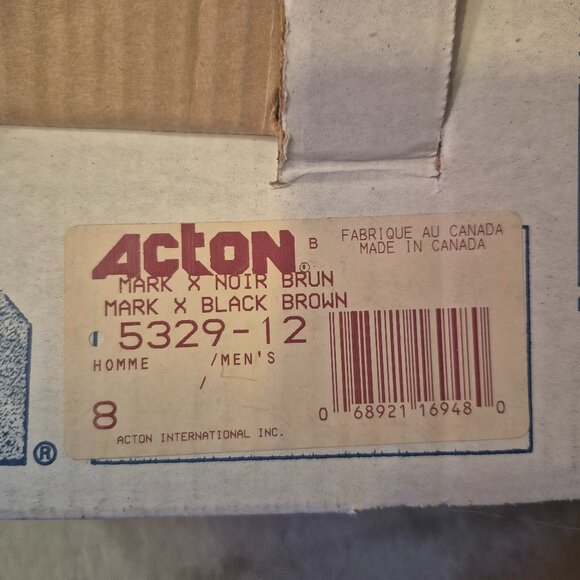 ACtON® B
FABRIQUE AU CANADA
MADE IN CANADA
MARK X NOIR BRUN
MARK X BLACK BROWN
5329-12
HOMME /MEN'S
/
8
0 68921 16948 0
ACTON INTERNATIONAL INC.
®